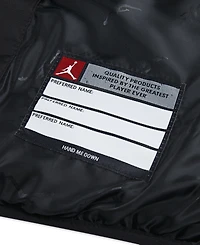 QUALITY PRODUCTS
INSPIRED BY THE GREATEST
PLAYER EVER
PREFERRED NAME:
PREFERRED NAME:
PREFERRED NAME:
HAND ME DOWN